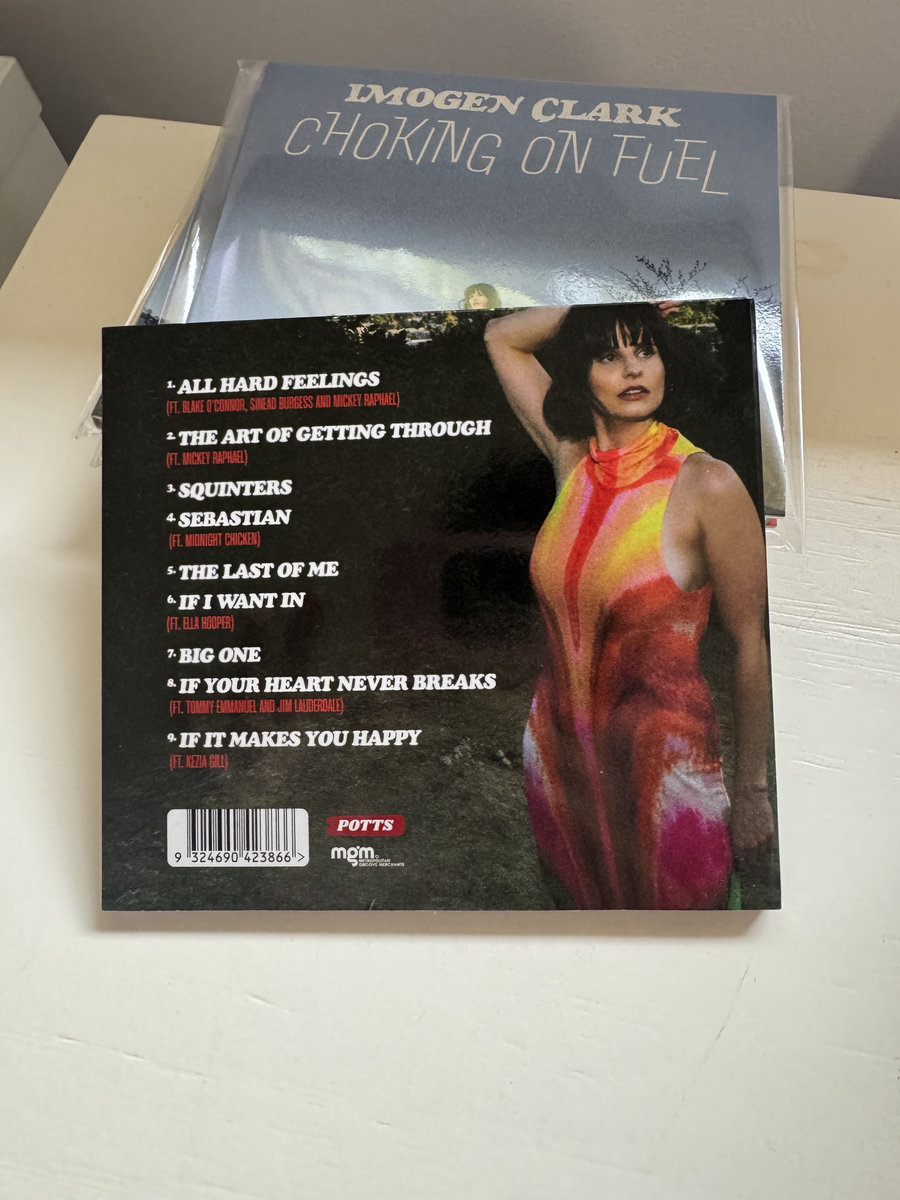 IMOGEN CLARK
CHOKING ON FUEL
1. ALL HARD FEELINGS
(FT. BLAKE O'CONNOR, SINEAD BURGESS AND MICKEY RAPHAEL)
2. THE ART OF GETTING THROUGH
(FT. MICKEY RAPHAEL)
3. SQUINTERS
4. SEBASTIAN
(FT. MIDNIGHT CHICKEN)
5. THE LAST OF ME
6. IF I WANT IN
(FT. ELLA HOOPER)
7. BIG ONE
8. IF YOUR HEART NEVER BREAKS
(FT. TOMMY EMMANUEL AND JIM LAUDERDALE)
9. IF IT MAKES YOU HAPPY
(FT. KEZIA GILL)
POTTS
mgm
METROPOLITAN
GROOVE MERCHANTS
9 324690 423866 >